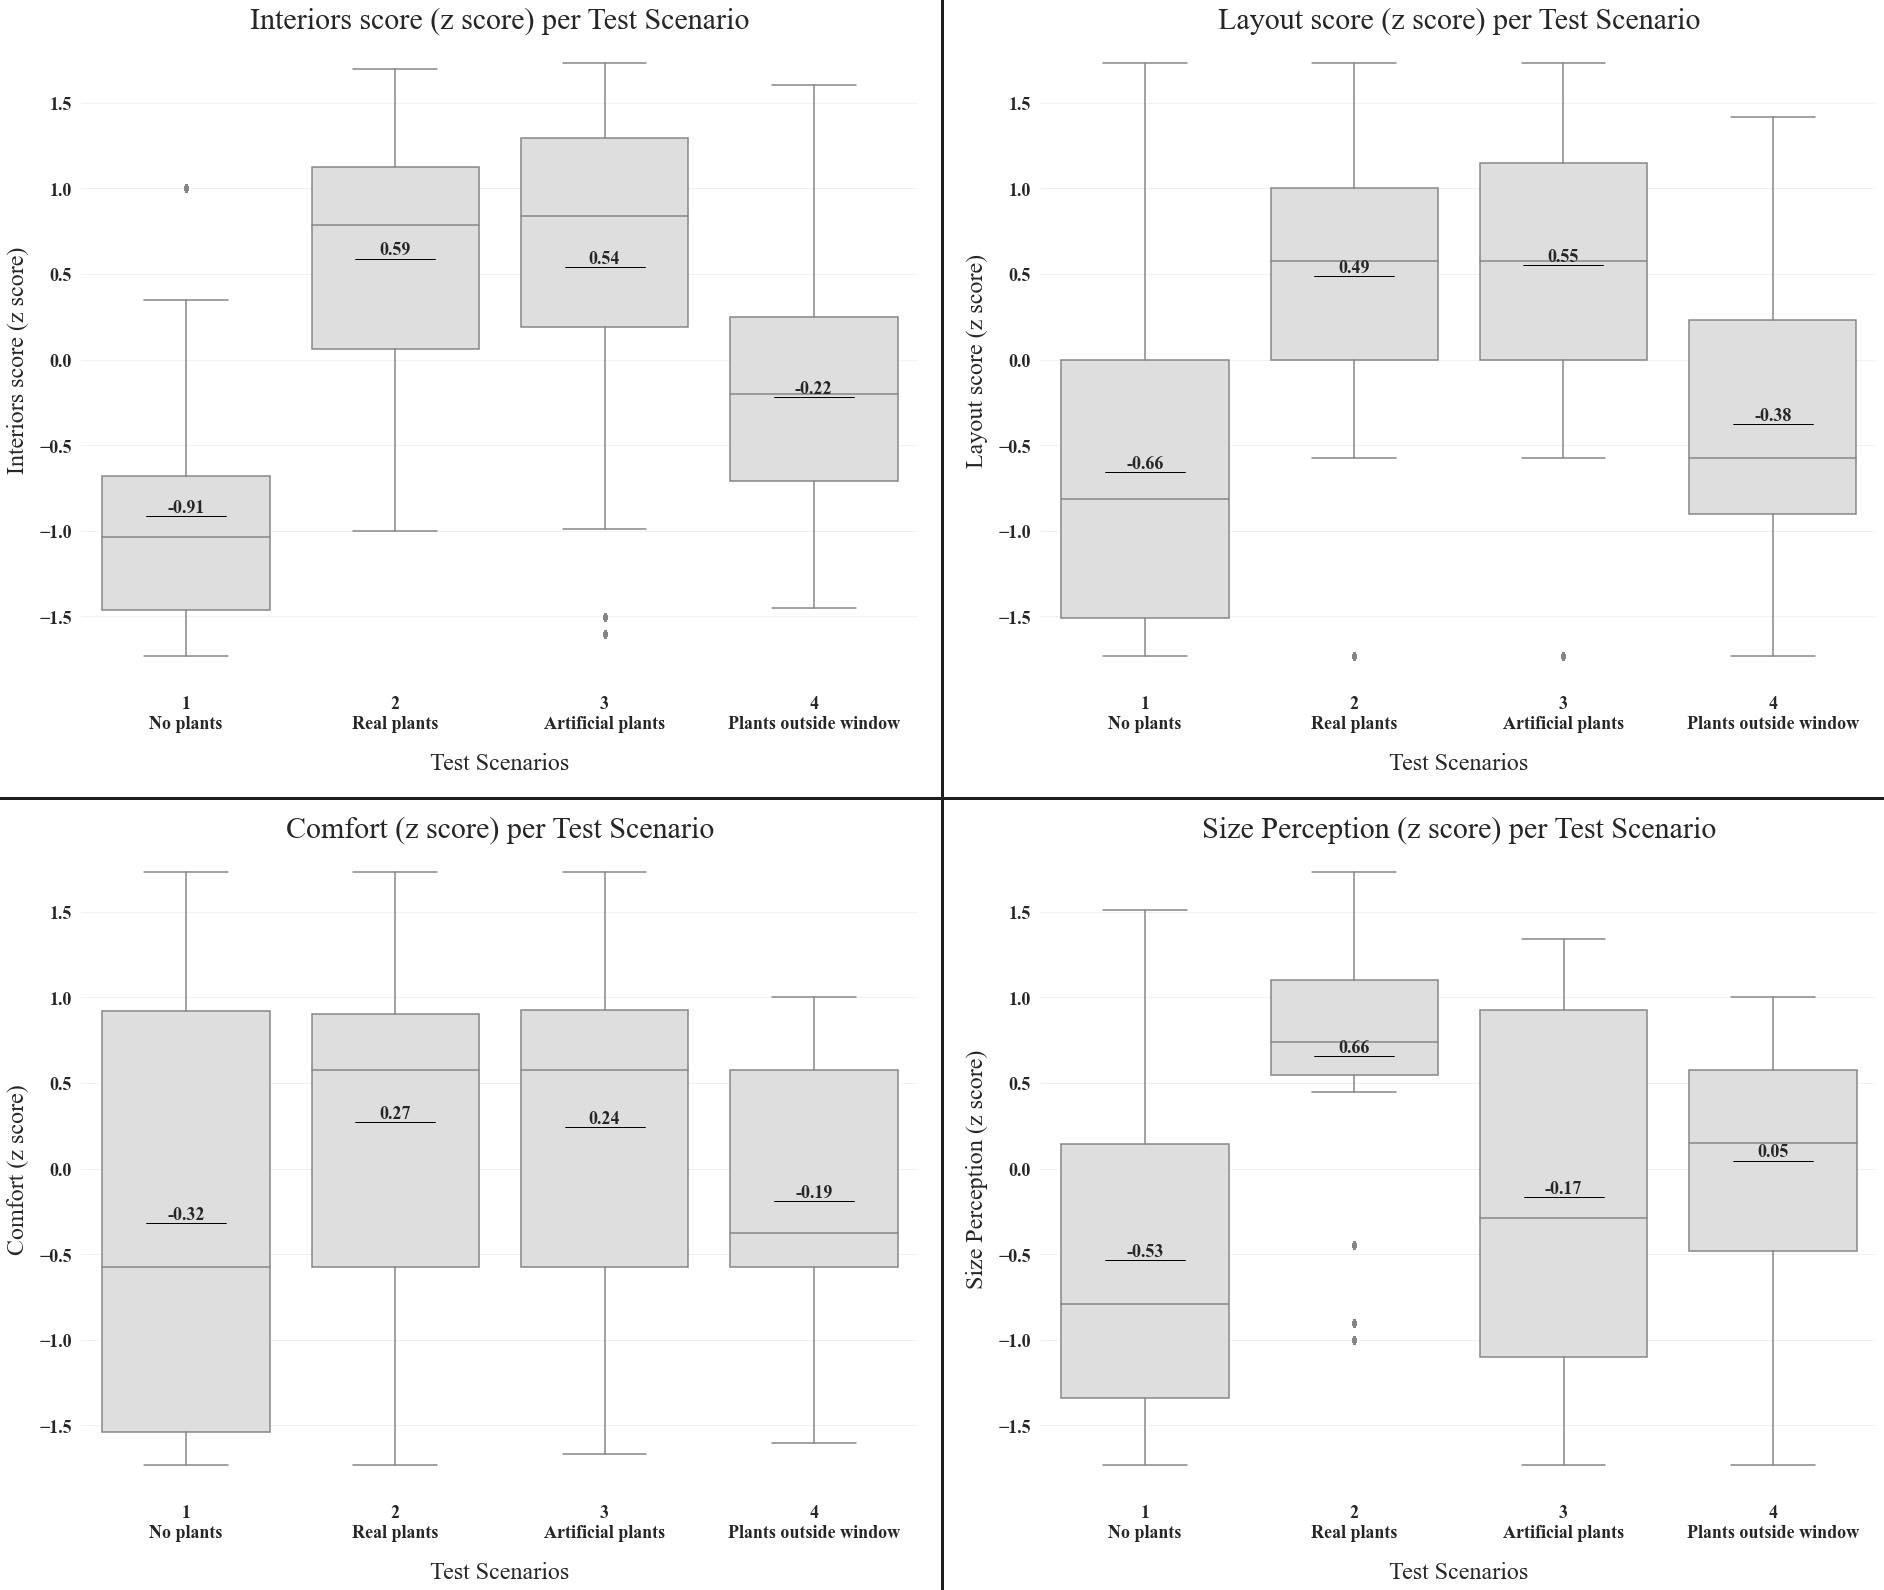 Interiors score (z score) per Test Scenario
Interiors score (z score)
1.5
1.0
0.5
0.0
−0.5
−1.0
−1.5
-0.91
0.59
0.54
-0.22
1 2 3 4
No plants Real plants Artificial plants Plants outside window
Test Scenarios
Layout score (z score) per Test Scenario
Layout score (z score)
1.5
1.0
0.5
0.0
−0.5
−1.0
−1.5
-0.66
0.49
0.55
-0.38
1 2 3 4
No plants Real plants Artificial plants Plants outside window
Test Scenarios
Comfort (z score) per Test Scenario
Comfort (z score)
1.5
1.0
0.5
0.0
−0.5
−1.0
−1.5
-0.32
0.27
0.24
-0.19
1 2 3 4
No plants Real plants Artificial plants Plants outside window
Test Scenarios
Size Perception (z score) per Test Scenario
Size Perception (z score)
1.5
1.0
0.5
0.0
−0.5
−1.0
−1.5
-0.53
0.66
-0.17
0.05
1 2 3 4
No plants Real plants Artificial plants Plants outside window
Test Scenarios